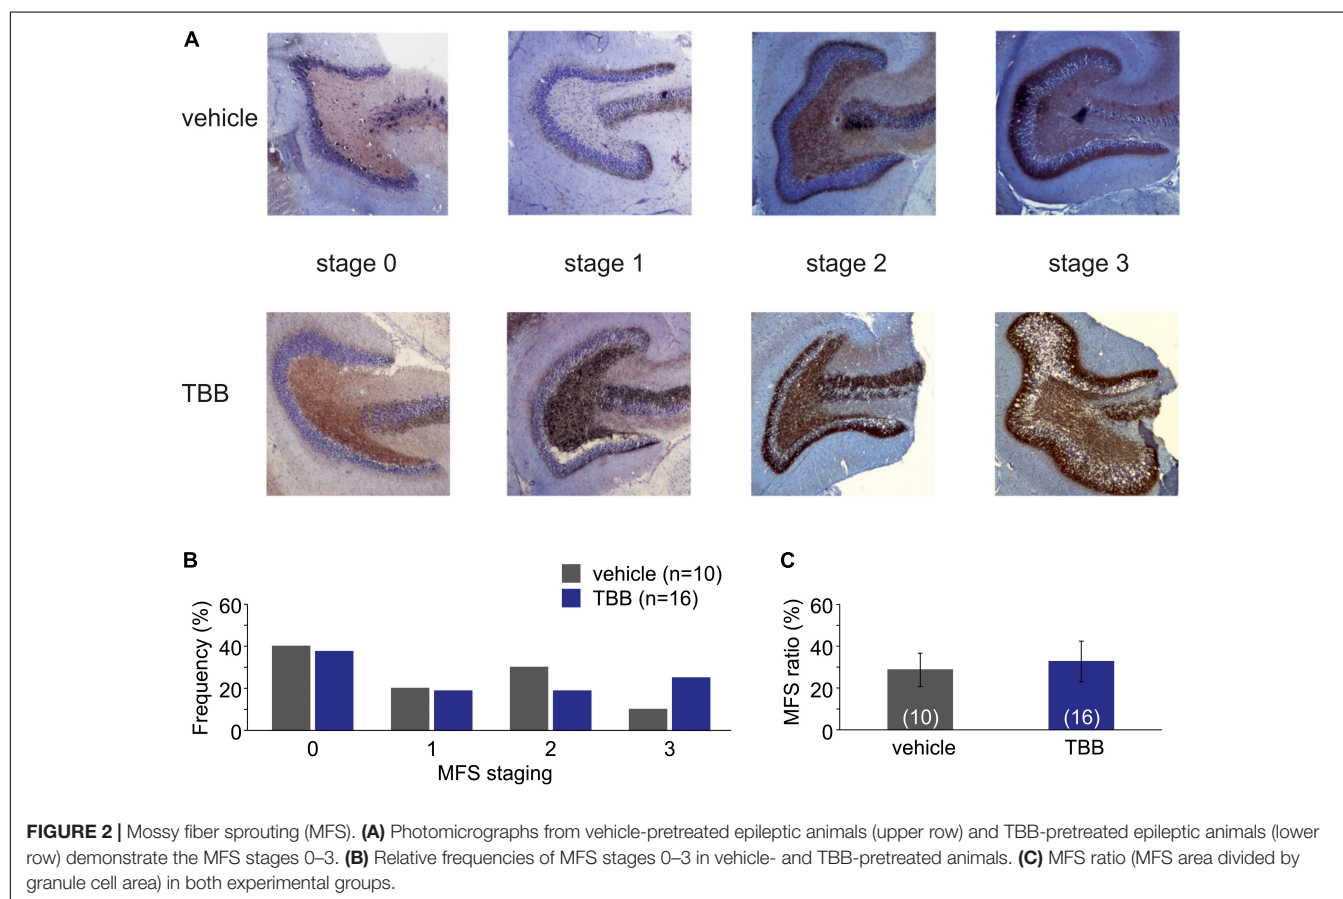 A
vehicle
stage 0
stage 1
stage 2
stage 3
TBB
B
vehicle (n=10)
TBB (n=16)
Frequency (%)
60
40
20
0
0
1
2
3
MFS staging
C
MFS ratio (%)
60
40
20
0
(10)
(16)
vehicle
TBB
FIGURE 2 | Mossy fiber sprouting (MFS). (A) Photomicrographs from vehicle-pretreated epileptic animals (upper row) and TBB-pretreated epileptic animals (lower
row) demonstrate the MFS stages 0–3. (B) Relative frequencies of MFS stages 0–3 in vehicle- and TBB-pretreated animals. (C) MFS ratio (MFS area divided by
granule cell area) in both experimental groups.